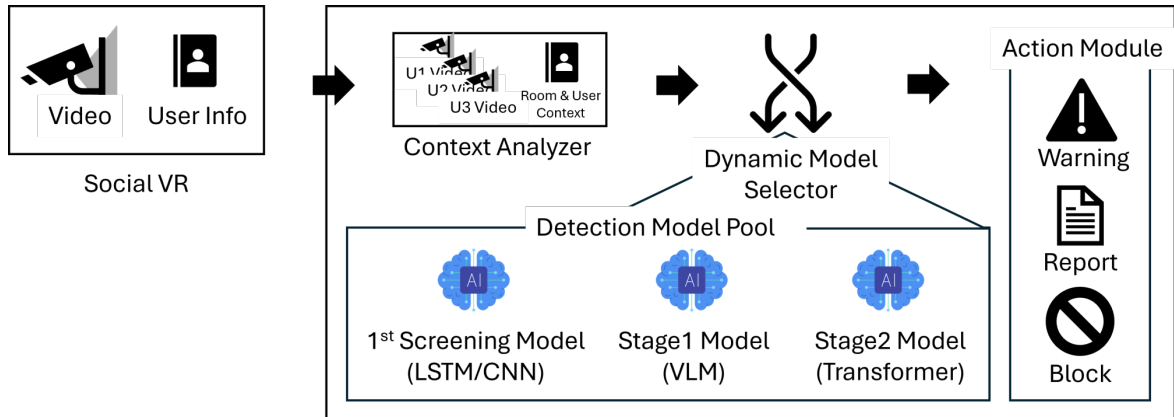 Video
User Info
Social VR
U1 Video
U2 Video
U3 Video
Room & User
Context
Context Analyzer
Dynamic Model
Selector
Detection Model Pool
AI
1st Screening Model
(LSTM/CNN)
AI
Stage1 Model
(VLM)
AI
Stage2 Model
(Transformer)
Action Module
Warning
Report
Block